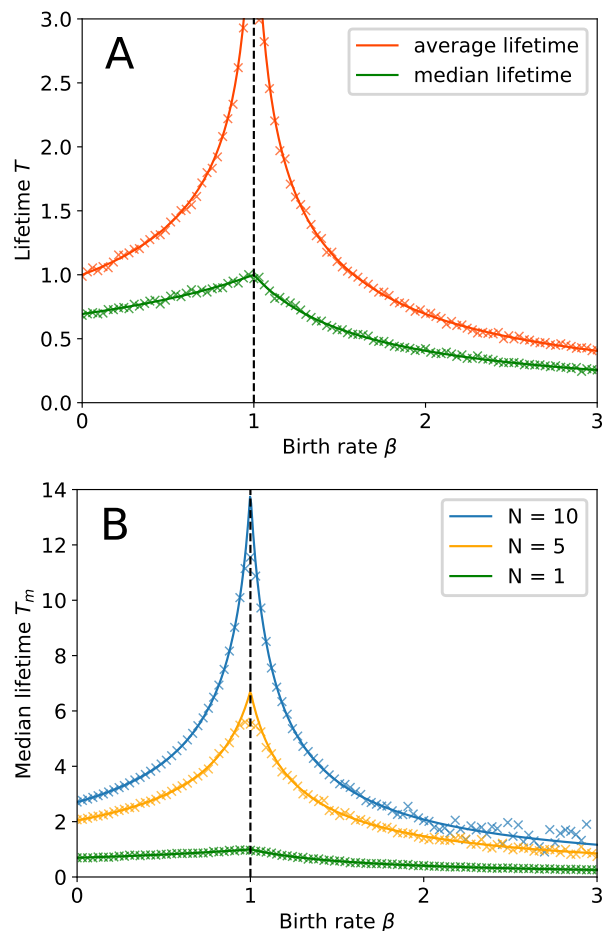 A
average lifetime
median lifetime
3.0
2.5
2.0
1.5
1.0
0.5
0.0
Lifetime T
0
1
2
3
Birth rate β
B
N = 10
N = 5
N = 1
14
12
10
8
6
4
2
0
Median lifetime Tm
0
1
2
3
Birth rate β